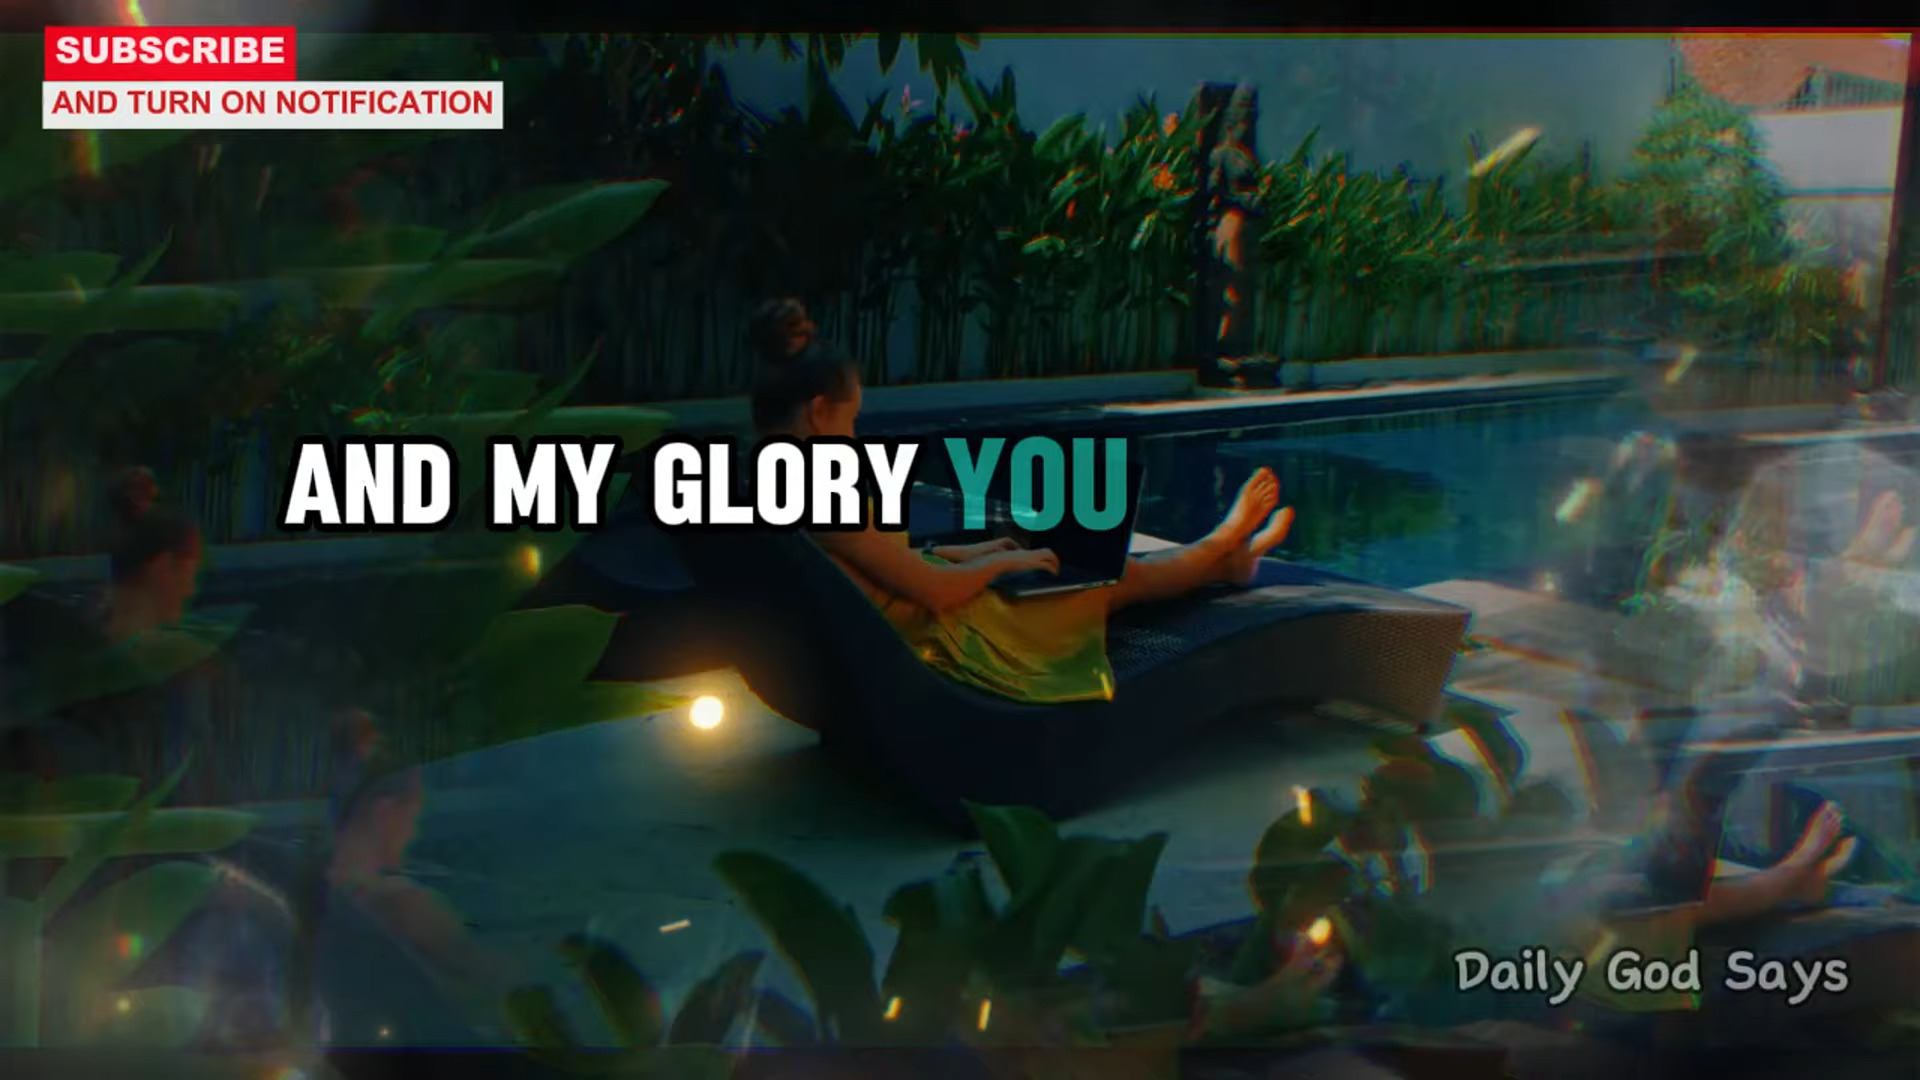 SUBSCRIBE
AND TURN ON NOTIFICATION
AND MY GLORY YOU
Daily God Says